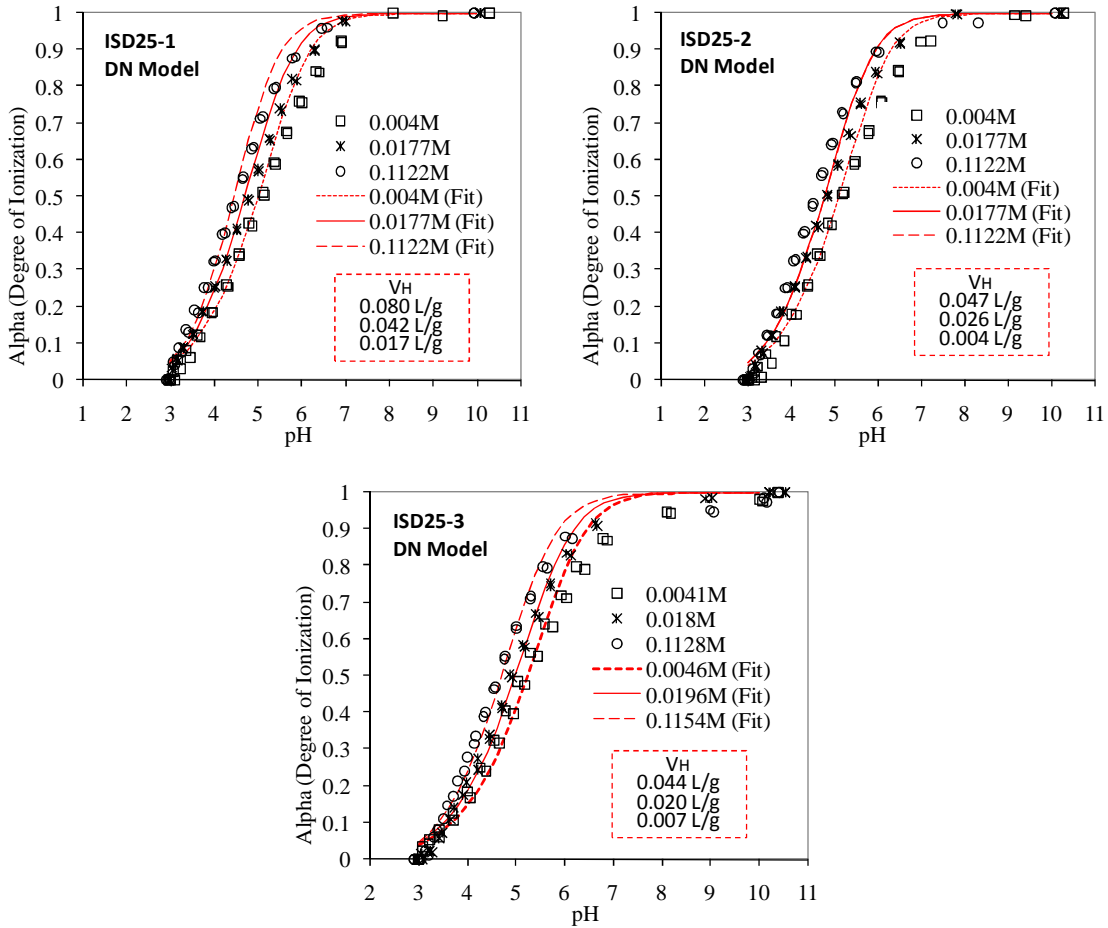 ISD25-1
DN Model
Alpha (Degree of Ionization)
1
0.9
0.8
0.7
0.6
0.5
0.4
0.3
0.2
0.1
0
0.004M
0.0177M
0.1122M
0.004M (Fit)
0.0177M (Fit)
0.1122M (Fit)
VH
0.080 L/g
0.042 L/g
0.017 L/g
1 2 3 4 5 6 7 8 9 10 11
pH
ISD25-2
DN Model
Alpha (Degree of Ionization)
1
0.9
0.8
0.7
0.6
0.5
0.4
0.3
0.2
0.1
0
0.004M
0.0177M
0.1122M
0.004M (Fit)
0.0177M (Fit)
0.1122M (Fit)
VH
0.047 L/g
0.026 L/g
0.004 L/g
1 2 3 4 5 6 7 8 9 10 11
pH
ISD25-3
DN Model
Alpha (Degree of Ionization)
1
0.9
0.8
0.7
0.6
0.5
0.4
0.3
0.2
0.1
0
0.0041M
0.018M
0.1128M
0.0046M (Fit)
0.0196M (Fit)
0.1154M (Fit)
VH
0.044 L/g
0.020 L/g
0.007 L/g
2 3 4 5 6 7 8 9 10 11
pH